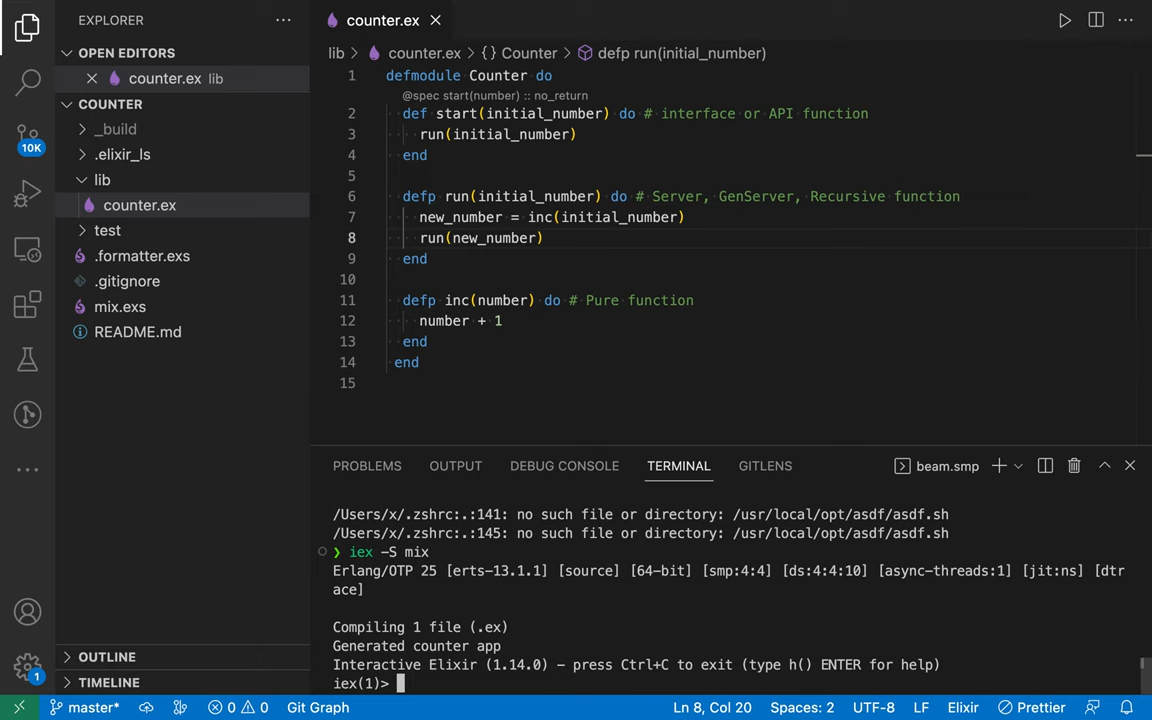 EXPLORER ...
OPEN EDITORS
counter.ex lib
COUNTER
_build
.elixir_ls
lib
counter.ex
test
.formatter.exs
.gitignore
mix.exs
README.md
OUTLINE
TIMELINE
10K
1
counter.ex
lib > counter.ex > {} Counter > defp run(initial_number)
1 defmodule Counter do
@spec start(number) :: no_return
2 def start(initial_number) do # interface or API function
3 run(initial_number)
4 end
5
6 defp run(initial_number) do # Server, GenServer, Recursive function
7 new_number = inc(initial_number)
8 run(new_number)
9 end
10
11 defp inc(number) do # Pure function
12 number + 1
13 end
14 end
15
PROBLEMS OUTPUT DEBUG CONSOLE TERMINAL GITLENS beam.smp
/Users/x/.zshrc:.:141: no such file or directory: /usr/local/opt/asdf/asdf.sh
/Users/x/.zshrc:.:145: no such file or directory: /usr/local/opt/asdf/asdf.sh
❯ iex -S mix
Erlang/OTP 25 [erts-13.1.1] [source] [64-bit] [smp:4:4] [ds:4:4:10] [async-threads:1] [jit:ns] [dtr
ace]
Compiling 1 file (.ex)
Generated counter app
Interactive Elixir (1.14.0) - press Ctrl+C to exit (type h() ENTER for help)
iex(1)>
master* 0 0 Git Graph Ln 8, Col 20 Spaces: 2 UTF-8 LF Elixir Prettier